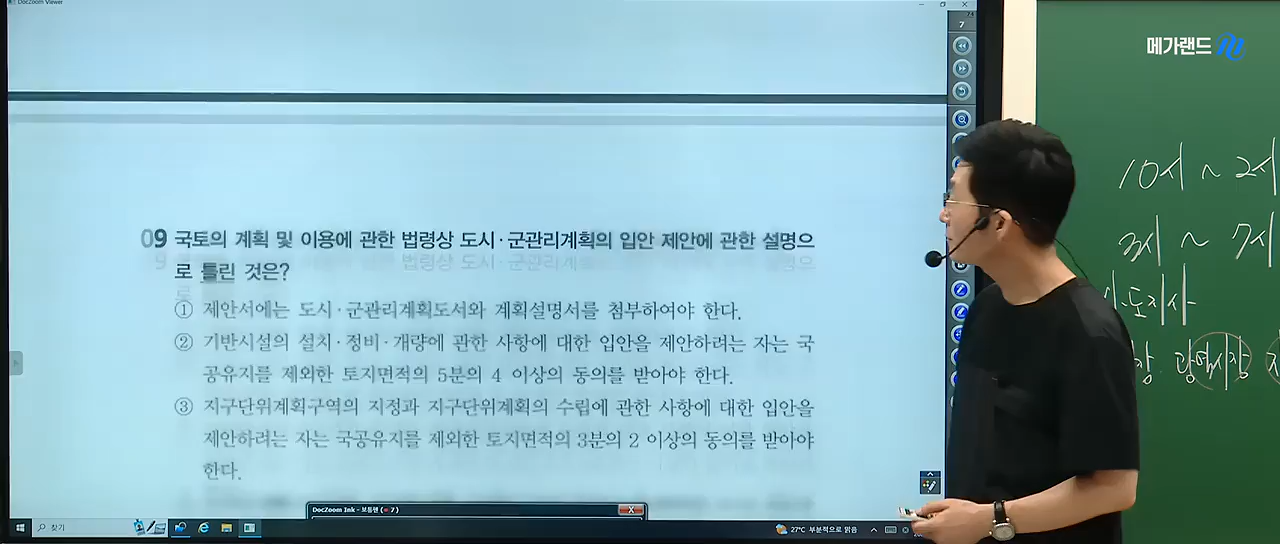 DocZoom Viewer
7
메가랜드
09 국토의 계획 및 이용에 관한 법령상 도시·군관리계획의 입안 제안에 관한 설명으
로 틀린 것은?
① 제안서에는 도시·군관리계획도서와 계획설명서를 첨부하여야 한다.
② 기반시설의 설치·정비·개량에 관한 사항에 대한 입안을 제안하려는 자는 국
공유지를 제외한 토지면적의 5분의 4 이상의 동의를 받아야 한다.
③ 지구단위계획구역의 지정과 지구단위계획의 수립에 관한 사항에 대한 입안을
제안하려는 자는 국공유지를 제외한 토지면적의 3분의 2 이상의 동의를 받아야
한다.
10시 ~ 2시
3시 ~ 7시
도지사
광역시장
DocZoom Ink - 보통펜 (= 7 )
찾기
27°C 부분적으로 맑음